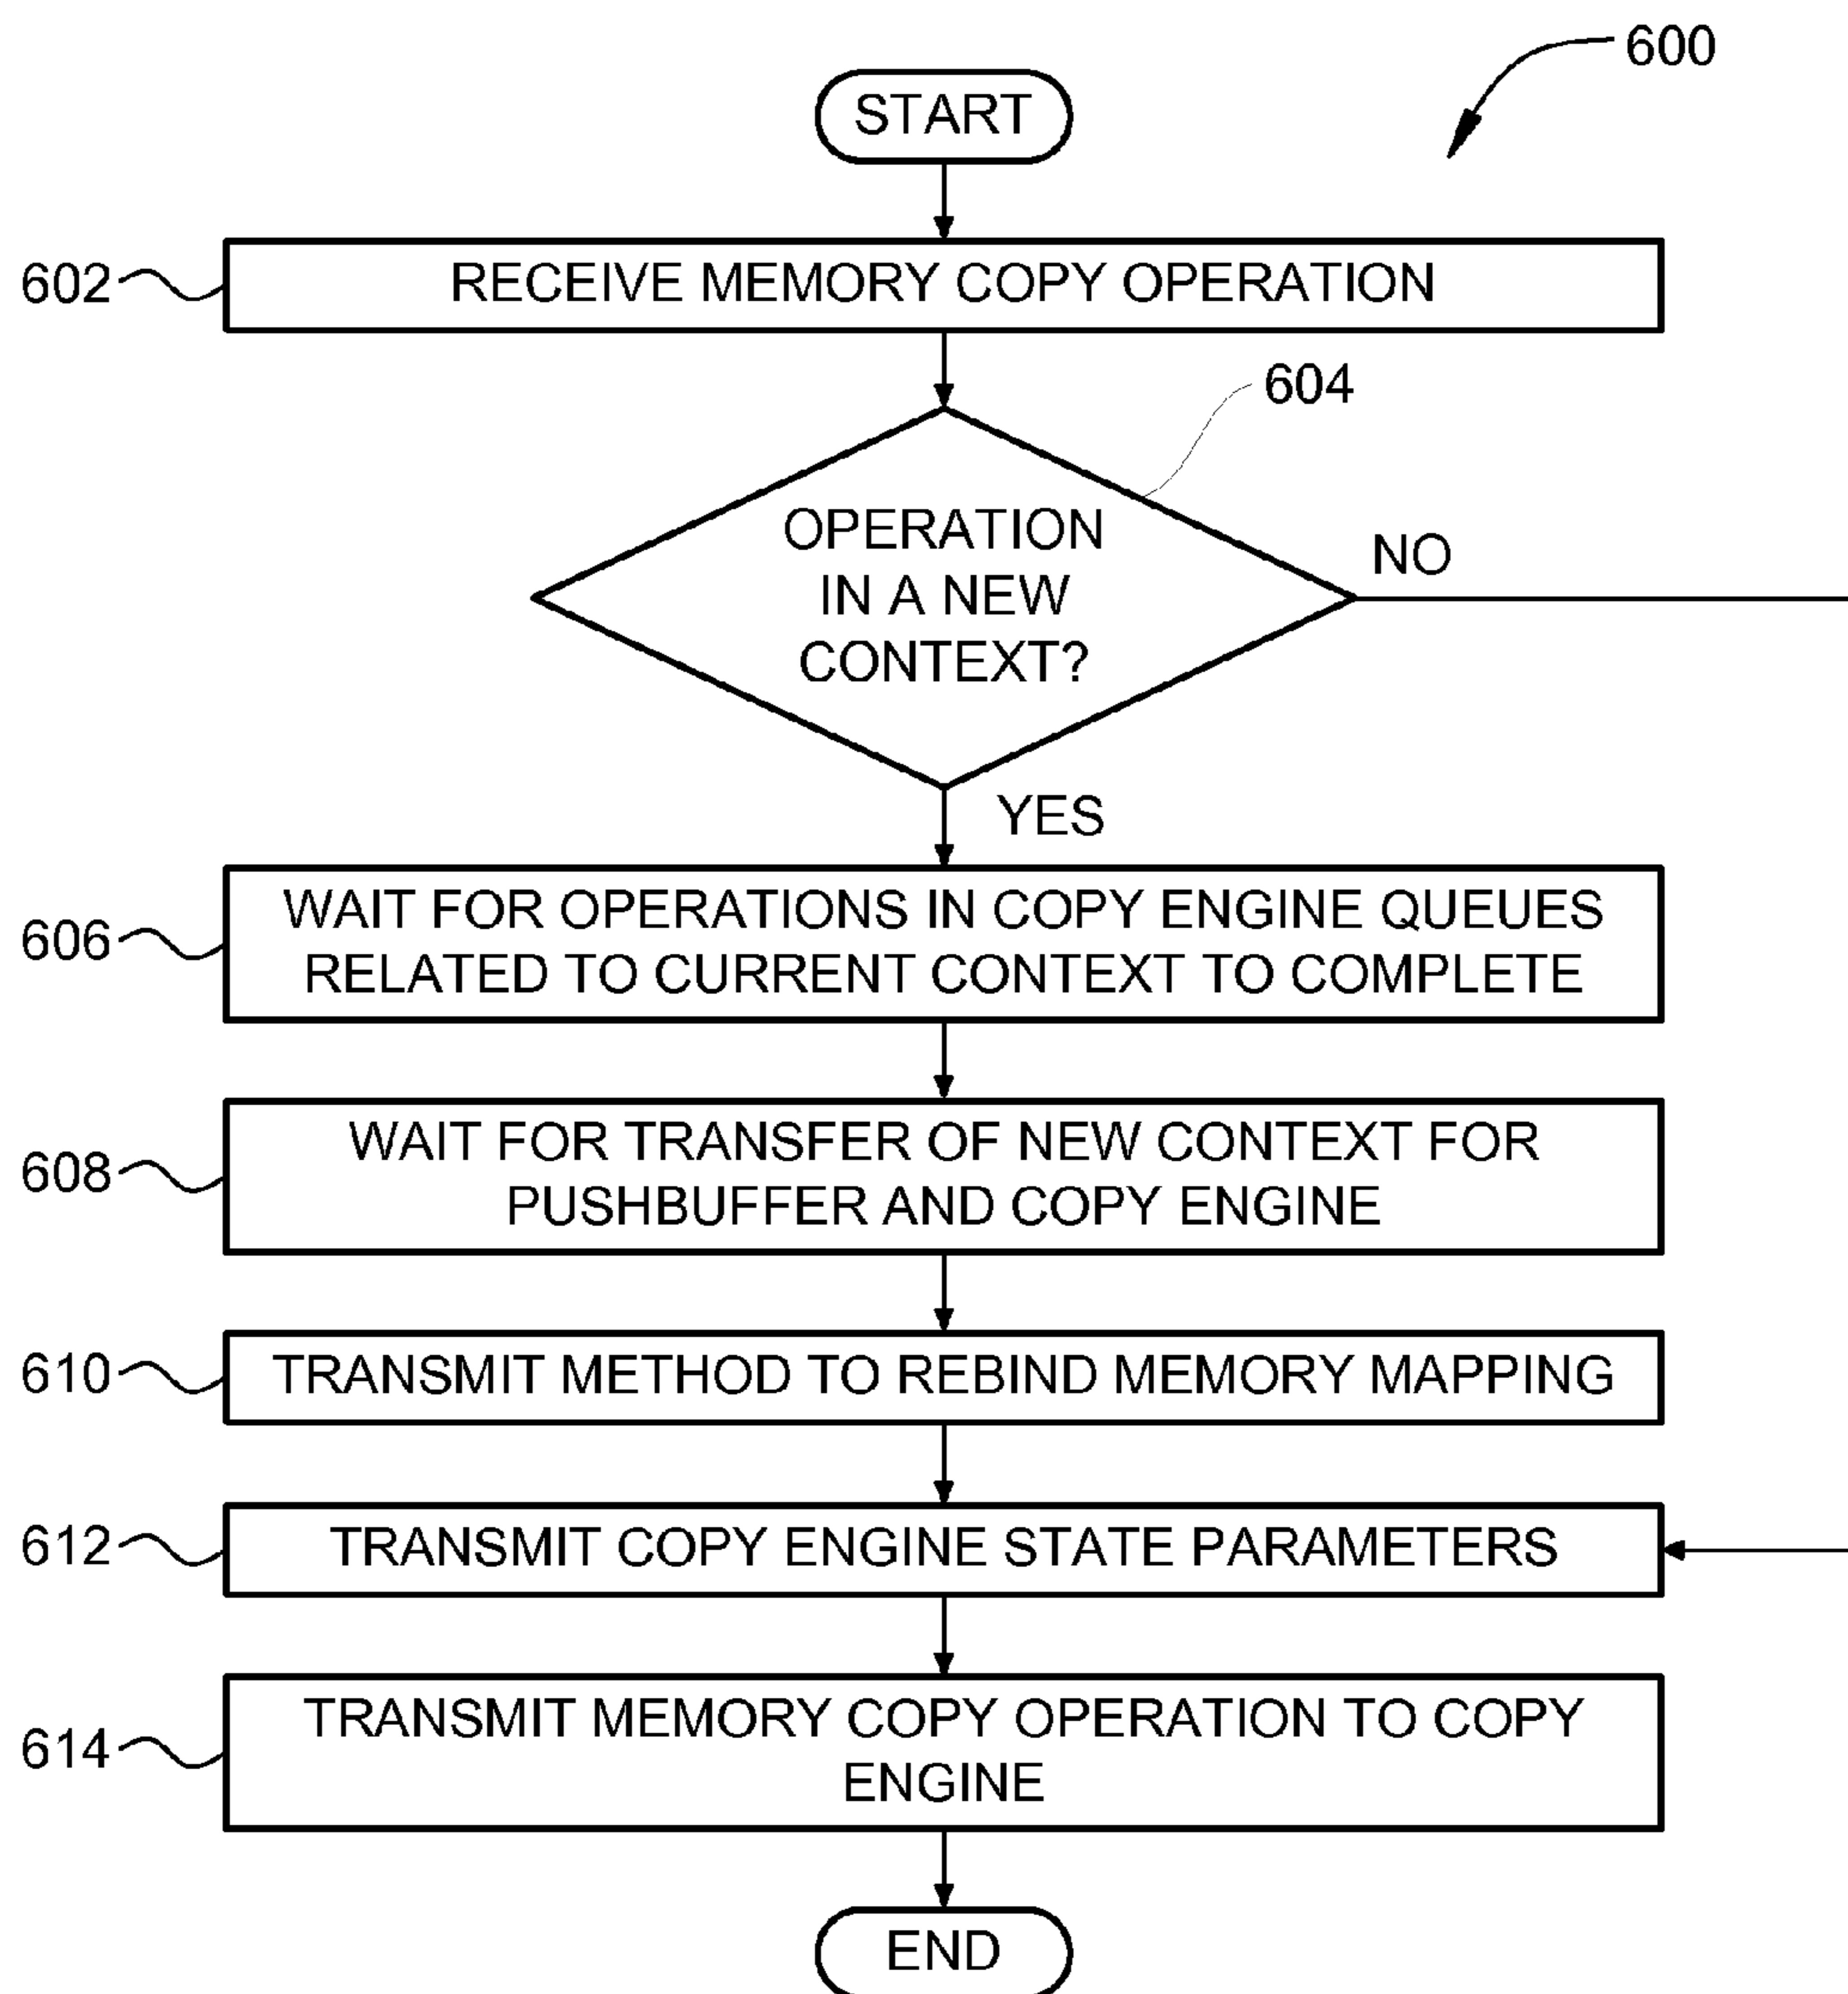 600
START
602
RECEIVE MEMORY COPY OPERATION
604
OPERATION
IN A NEW
CONTEXT?
NO
YES
606
WAIT FOR OPERATIONS IN COPY ENGINE QUEUES
RELATED TO CURRENT CONTEXT TO COMPLETE
608
WAIT FOR TRANSFER OF NEW CONTEXT FOR
PUSHBUFFER AND COPY ENGINE
610
TRANSMIT METHOD TO REBIND MEMORY MAPPING
612
TRANSMIT COPY ENGINE STATE PARAMETERS
614
TRANSMIT MEMORY COPY OPERATION TO COPY
ENGINE
END